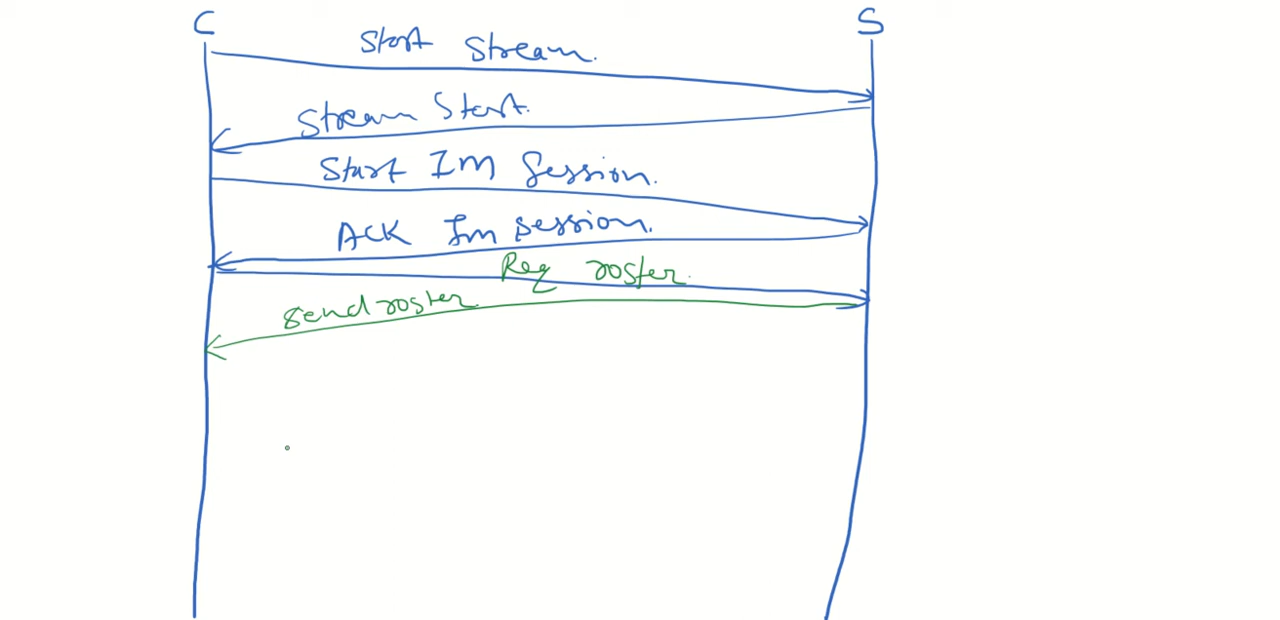 C
S
Start Stream.
Stream Start.
Start Im Session.
ACK Im session.
Req roster.
send roster